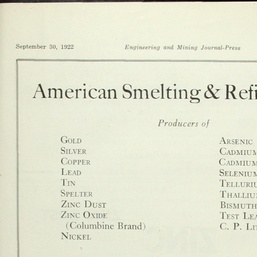 September 30, 1922
Engineering and Mining Journal-Press
American Smelting & Refi
Producers of
GOLD
SILVER
COPPER
LEAD
TIN
SPELTER
ZINC DUST
ZINC OXIDE
(Columbine Brand)
NICKEL
ARSENIC
CADMIUM
CADMIUM
SELENIUM
TELLURIU
THALLIU
BISMUTH
TEST LEA